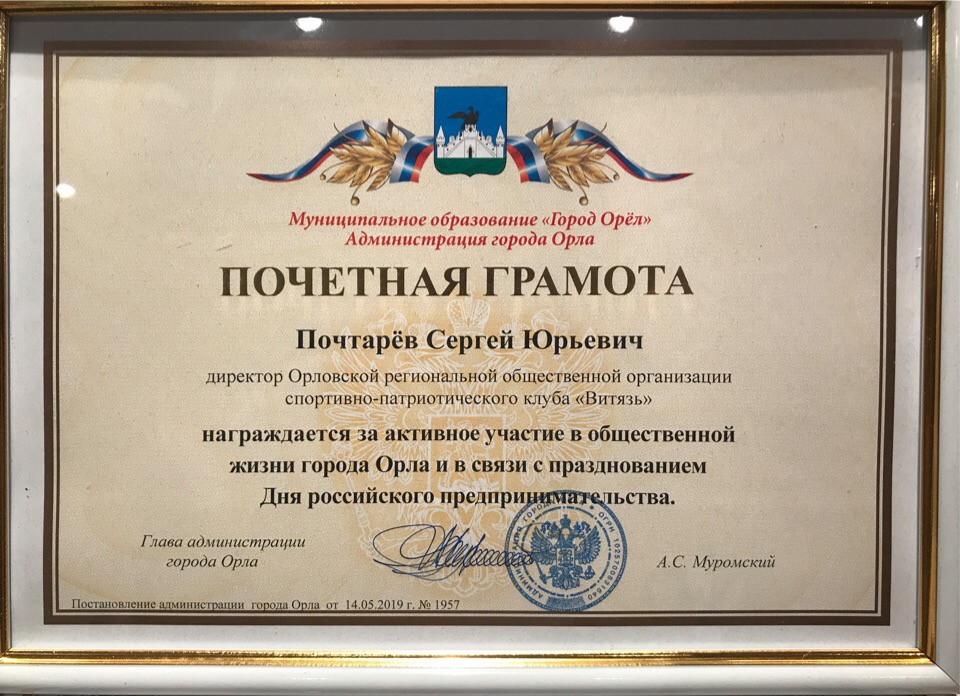 Муниципальное образование «Город Орёл»
Администрация города Орла
ПОЧЕТНАЯ ГРАМОТА
Почтарёв Сергей Юрьевич
директор Орловской региональной общественной организации
спортивно-патриотического клуба «Витязь»
награждается за активное участие в общественной
жизни города Орла и в связи с празднованием
Дня российского предпринимательства.
Глава администрации
города Орла
А.С. Муромский
Постановление администрации города Орла от 14.05.2019 г. № 1957